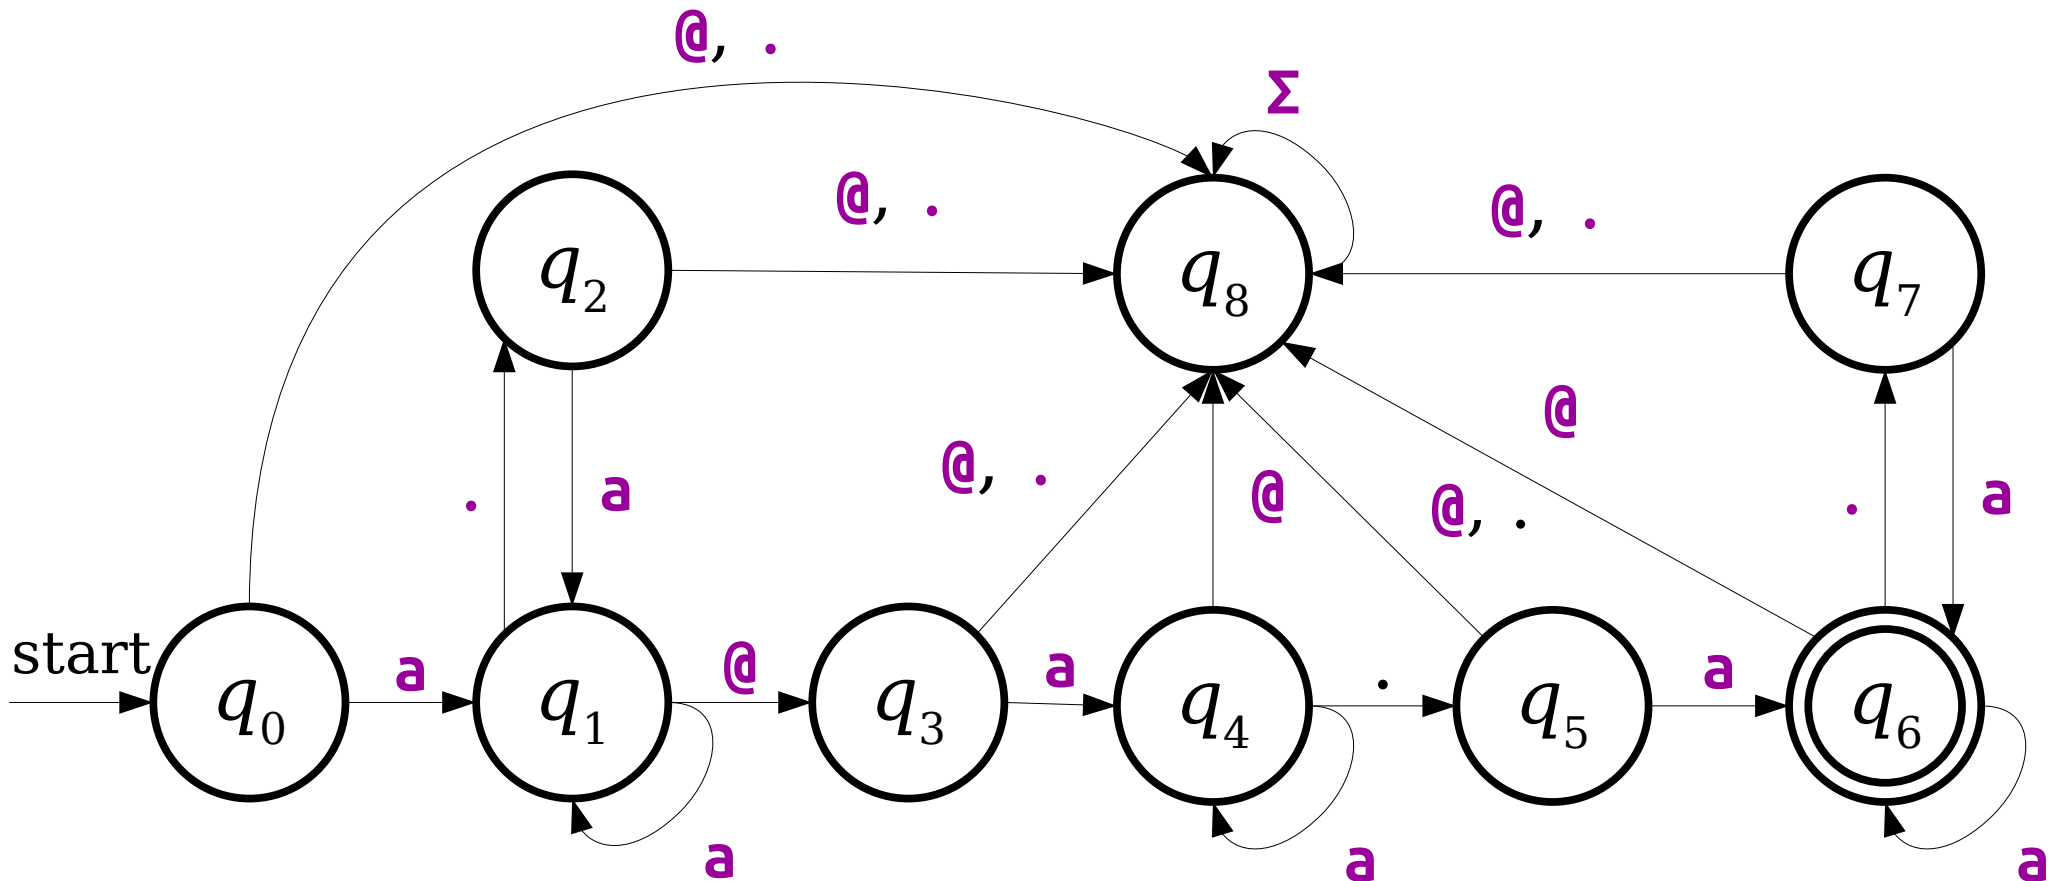 @, .
Σ
@, .
@, .
q2
q8
q7
@
@, .
@
@, .
.
a
.
a
start
a
@
a
.
a
q0
q1
q3
q4
q5
q6
a
a
a